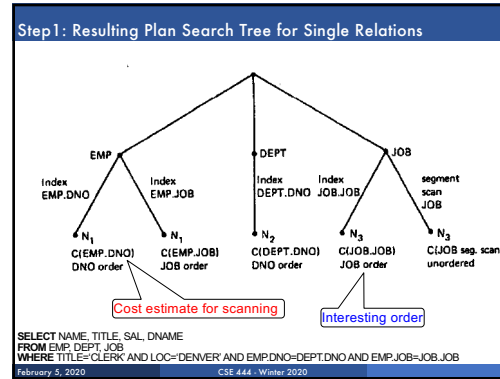 Step1: Resulting Plan Search Tree for Single Relations
EMP
DEPT
JOB
Index
EMP.DNO
Index
EMP.JOB
Index
DEPT.DNO
Index
JOB.JOB
segment
scan
JOB
N1
C(EMP.DNO)
DNO order
N1
C(EMP.JOB)
JOB order
N2
C(DEPT.DNO)
DNO order
N3
C(JOB.JOB)
JOB order
N3
C(JOB seg. scan
unordered
Cost estimate for scanning
Interesting order
SELECT NAME, TITLE, SAL, DNAME
FROM EMP, DEPT, JOB
WHERE TITLE='CLERK' AND LOC='DENVER' AND EMP.DNO=DEPT.DNO AND EMP.JOB=JOB.JOB
February 5, 2020
CSE 444 - Winter 2020